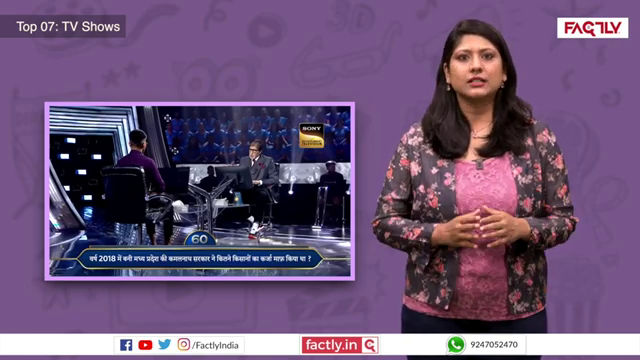 Top 07: TV Shows
FACTLY
SONY
60
वर्ष 2018 में बनी मध्य प्रदेश की कमलनाथ सरकार ने कितने किसानों का कर्जा माफ़ किया था ?
/FactlyIndia
factly.in
9247052470